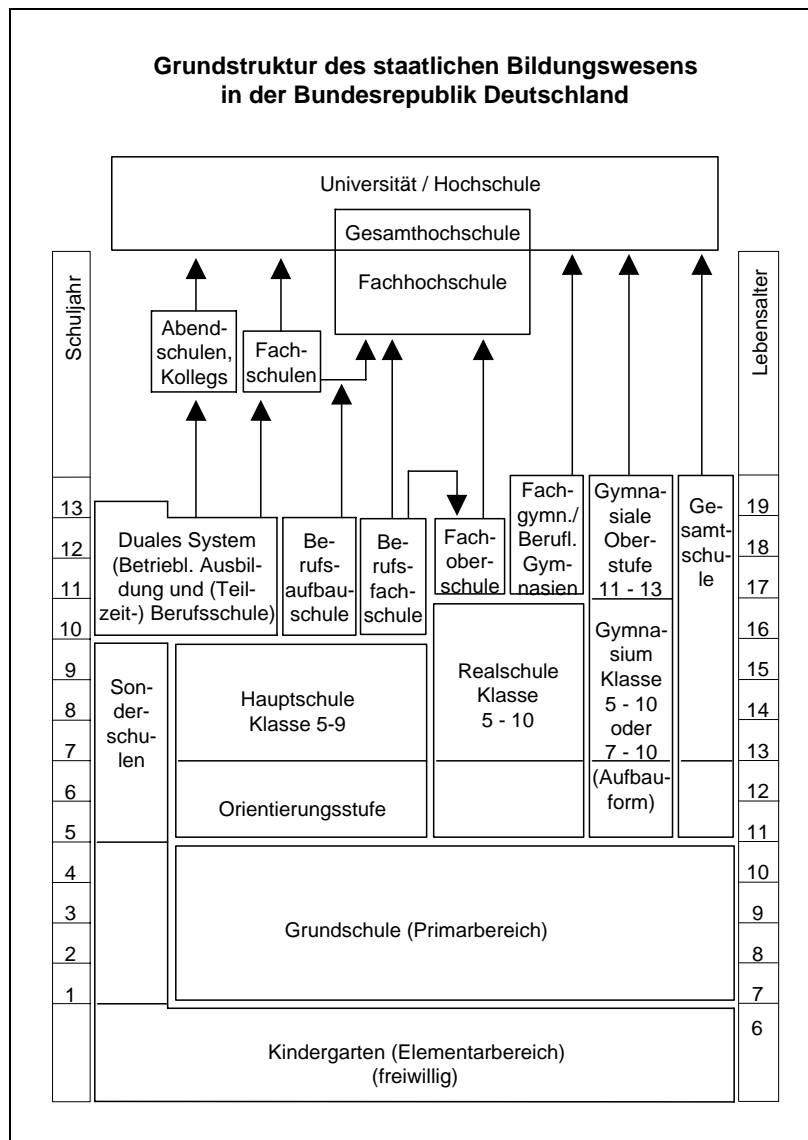 Grundstruktur des staatlichen Bildungswesens
in der Bundesrepublik Deutschland
Universität / Hochschule
Gesamthochschule
Fachhochschule
Schuljahr
Lebensalter
Abend-
schulen,
Kollegs
Fach-
schulen
13
12
11
10
9
8
7
6
5
4
3
2
1
Duales System
(Betriebl. Ausbil-
dung und (Teil-
zeit-) Berufsschule)
Be-
rufs-
aufbau-
schule
Be-
rufs-
fach-
schule
Fach-
ober-
schule
Fach-
gymn./
Berufl.
Gym-
nasien
Gymna-
siale
Ober-
stufe
11 - 13
Ge-
samt-
schu-
le
Son-
der-
schu-
len
Hauptschule
Klasse 5-9
Orientierungsstufe
Realschule
Klasse
5 - 10
Gymna-
sium
Klasse
5 - 10
oder
7 - 10
(Aufbau-
form)
Grundschule (Primarbereich)
Kindergarten (Elementarbereich)
(freiwillig)
19
18
17
16
15
14
13
12
11
10
9
8
7
6